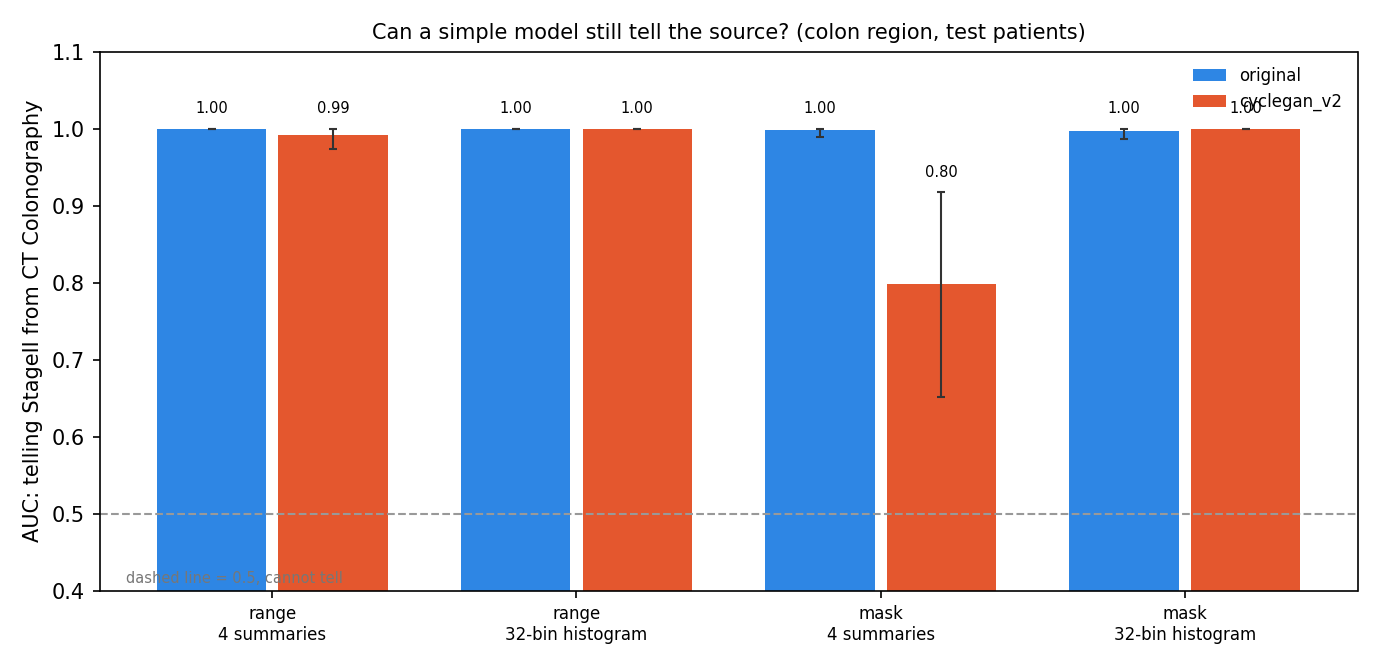 Can a simple model still tell the source? (colon region, test patients)
AUC: telling StageII from CT Colonography
1.1
1.0
0.9
0.8
0.7
0.6
0.5
0.4
original
cyclegan_v2
1.00
0.99
1.00
1.00
1.00
0.80
1.00
1.00
dashed line = 0.5, cannot tell
range
4 summaries
range
32-bin histogram
mask
4 summaries
mask
32-bin histogram